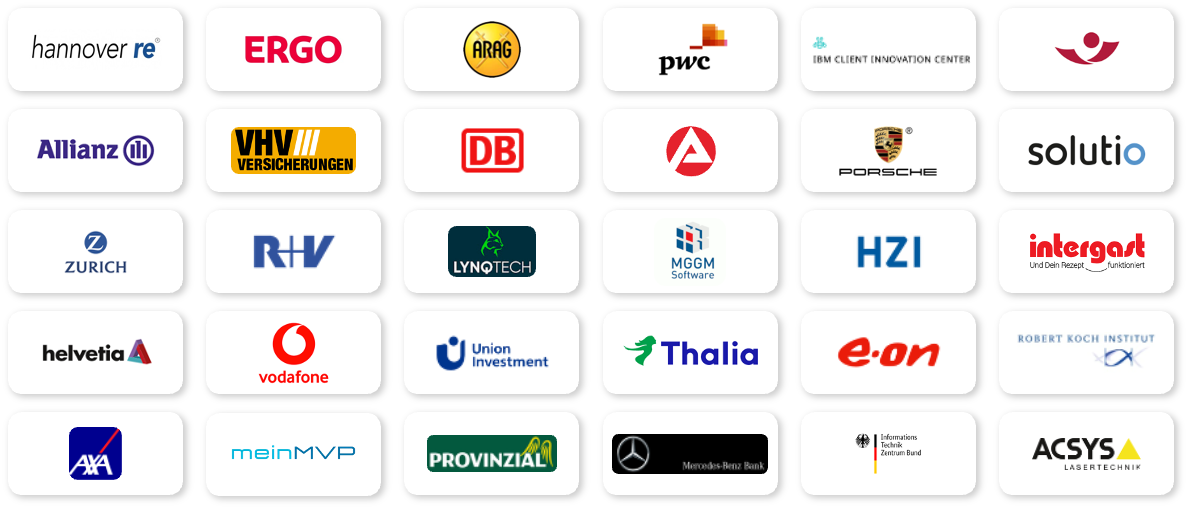 hannover re®
ERGO
ARAG
pwc
IBM CLIENT INNOVATION CENTER
Allianz
VHV
VERSICHERUNGEN
DB
A
®
PORSCHE
solutio
Z
ZURICH
R+V
LYNQTECH
MGGM
Software
HZI
intergast
Und Dein Rezept funktioniert
helvetia
vodafone
Union
Investment
Thalia
e·on
ROBERT KOCH INSTITUT
AXA
meinMVP
PROVINZIAL
Mercedes-Benz Bank
Informations
Technik
Zentrum Bund
ACSYS
LASERTECHNIK